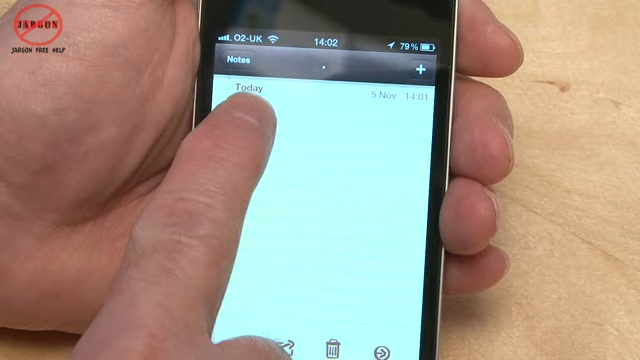 JARGON
JARGON FREE HELP
O2-UK 14:02 79%
Notes +
Today 5 Nov 14:01